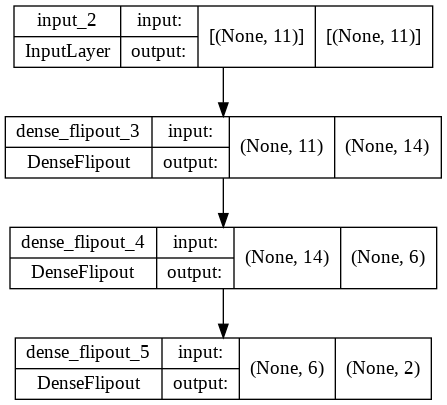 input_2 input: [(None, 11)] [(None, 11)]
InputLayer output:
dense_flipout_3 input: (None, 11) (None, 14)
DenseFlipout output:
dense_flipout_4 input: (None, 14) (None, 6)
DenseFlipout output:
dense_flipout_5 input: (None, 6) (None, 2)
DenseFlipout output: